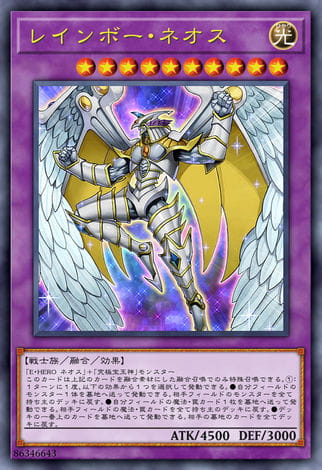 レインボー・ネオス
光
【戦士族/融合/効果】
「E・HERO ネオス」+「究極宝玉神」モンスター
このカードは上記のカードを融合素材にした融合召喚でのみ特殊召喚できる。①:
1ターンに1度、以下の効果から1つを選択して発動できる。●自分フィールド
のモンスター1体を墓地へ送って発動できる。相手フィールドのモンスターを全て
持ち主のデッキに戻す。●自分フィールドの魔法・罠カード1枚を墓地へ送って発動
できる。相手フィールドの魔法・罠カードを全て持ち主のデッキに戻す。●デッ
キの一番上のカードを墓地へ送って発動できる。相手の墓地のカードを全てデッキ
に戻す。
ATK/4500 DEF/3000
86346643